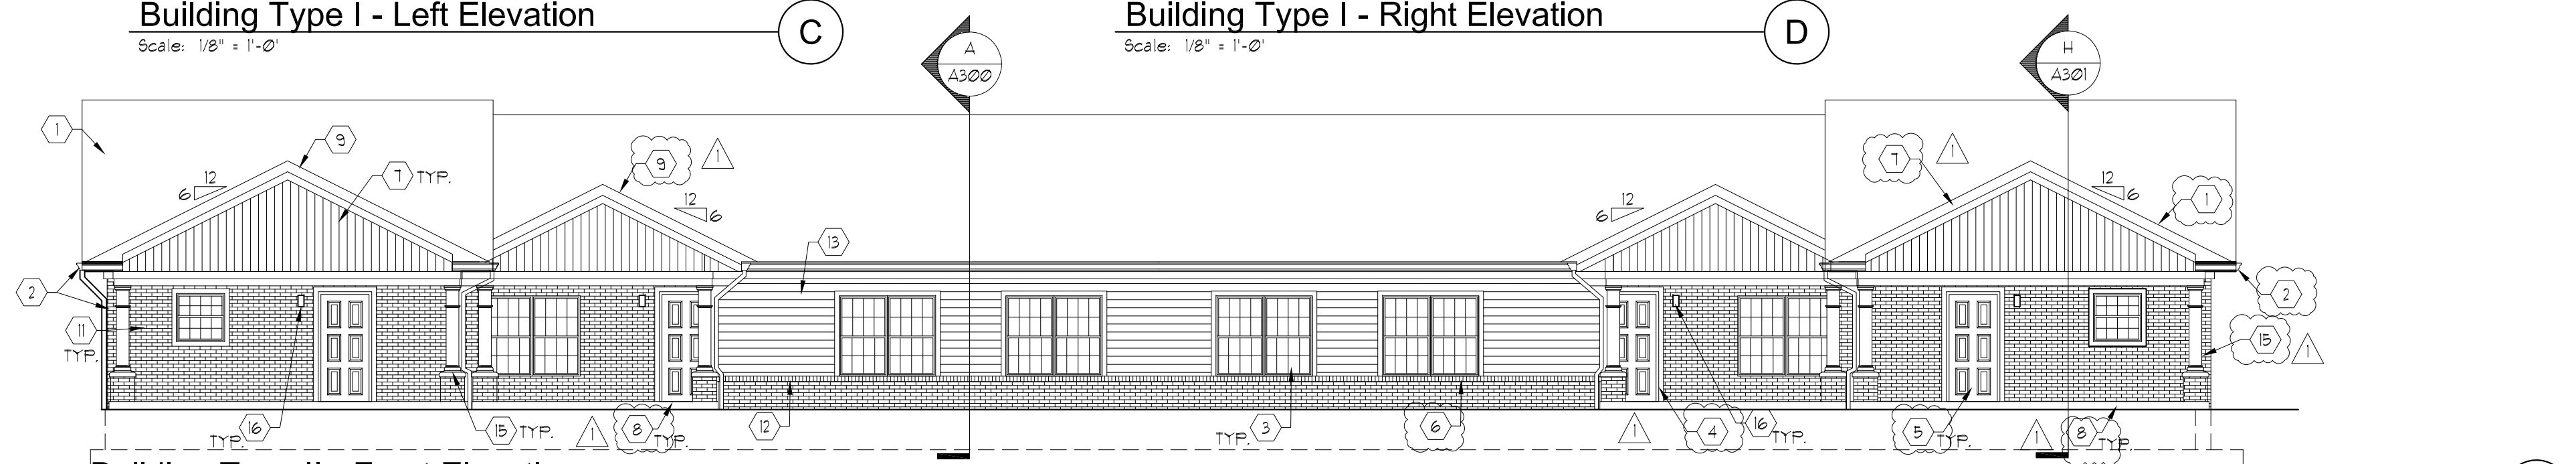 Building Type I - Left Elevation
C
Scale: 1/8" = 1'-0"
Building Type I - Right Elevation
D
Scale: 1/8" = 1'-0"
A
A300
H
A301
1
9
7 TYP.
12
6
9
1
12
6
13
12
6
7
1
12
6
1
2
11
TYP.
2
15
1
16
TYP.
15 TYP.
1
8
TYP.
12
TYP.
3
6
1
4
16
TYP.
5
TYP.
1
8
TYP.